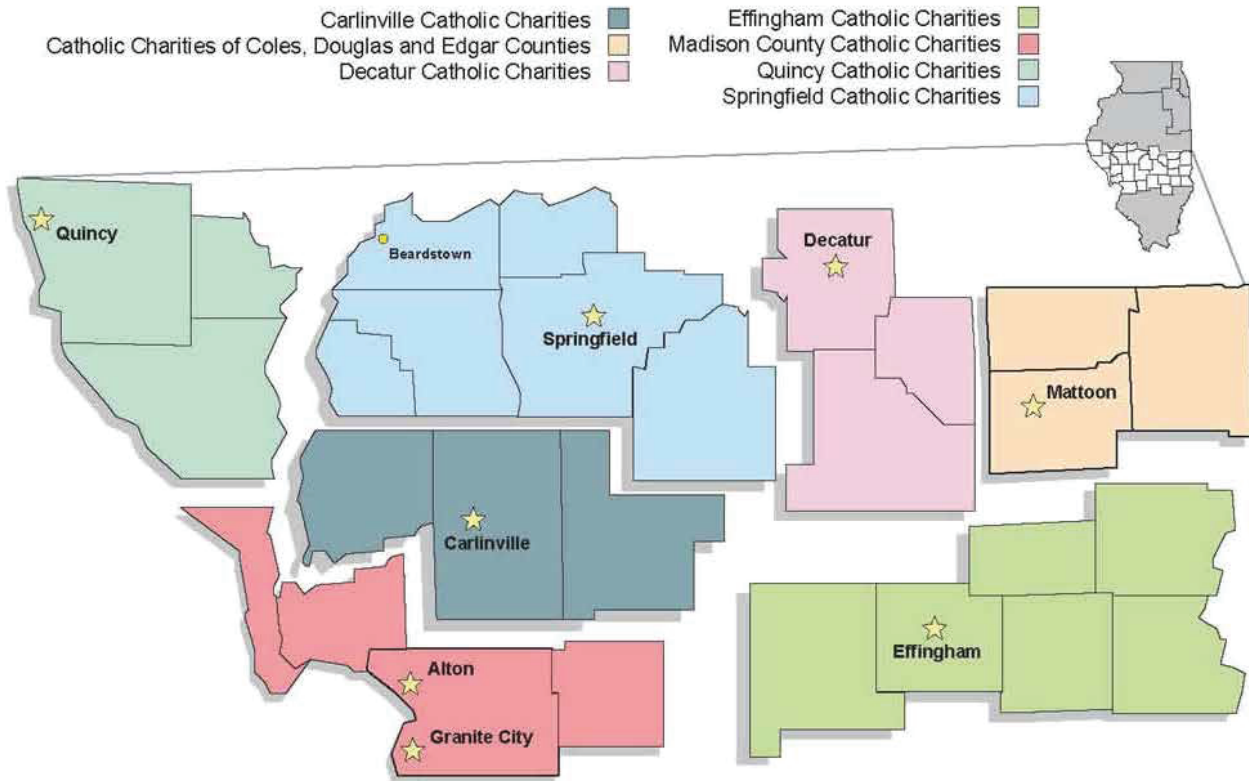 Carlinville Catholic Charities
Catholic Charities of Coles, Douglas and Edgar Counties
Decatur Catholic Charities
Effingham Catholic Charities
Madison County Catholic Charities
Quincy Catholic Charities
Springfield Catholic Charities
Quincy
Beardstown
Springfield
Decatur
Mattoon
Carlinville
Effingham
Alton
Granite City